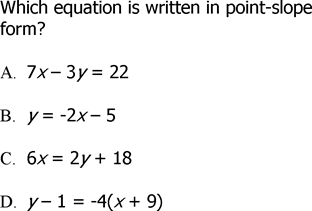 Which equation is written in point-slope
form?
A. 7x – 3y = 22
B. y = -2x – 5
C. 6x = 2y + 18
D. y – 1 = -4(x + 9)